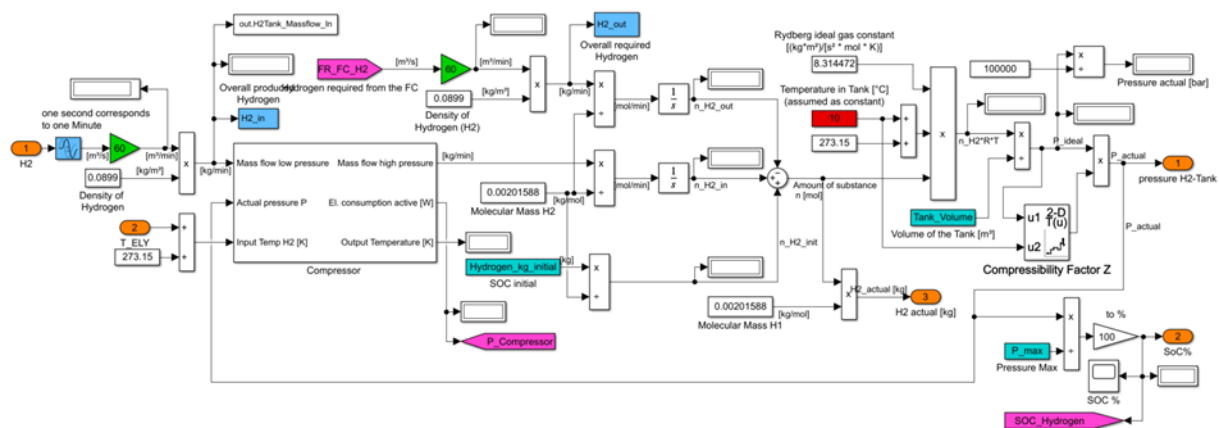 out.H2Tank_Massflow_In
Overall produced
Hydrogen
H2_in
one second corresponds
to one Minute
1
H2
[m³/s]
60
[m³/min]
0.0899
[kg/m³]
Density of
Hydrogen
x
[kg/min]
2
T_ELY
273.15
+
+
Mass flow low pressure
Actual pressure P
Input Temp H2 [K]
Mass flow high pressure
El. consumption active [W]
Output Temperature [K]
Compressor
FR_FC_H2
Hydrogen required from the FC
[m³/s]
60
[m³/min]
0.0899
[kg/m³]
Density of
Hydrogen (H2)
x
[kg/min]
H2_out
Overall required
Hydrogen
x
÷
[mol/min]
1
s
n_H2_out
[kg/min]
0.00201588
Molecular Mass H2
[kg/mol]
x
÷
[mol/min]
1
s
n_H2_in
Hydrogen_kg_initial
[kg]
SOC initial
x
÷
n_H2_init
P_Compressor
Amount of substance
n [mol]
Rydberg ideal gas constant
[(kg*m²)/[s² * mol * K)]
8.314472
Temperature in Tank [°C]
(assumed as constant)
10
273.15
+
+
x
n_H2*R*T
x
÷
P_ideal
100000
x
÷
Pressure actual [bar]
x
P_actual
1
pressure H2-Tank
P_actual
Tank_Volume
Volume of the Tank [m³]
u1
u2
2-D
T(u)
Compressibility Factor Z
0.00201588
Molecular Mass H1
[kg/mol]
x
H2_actual [kg]
3
H2 actual [kg]
P_max
Pressure Max
x
÷
to %
100
2
SoC%
SOC %
SOC_Hydrogen